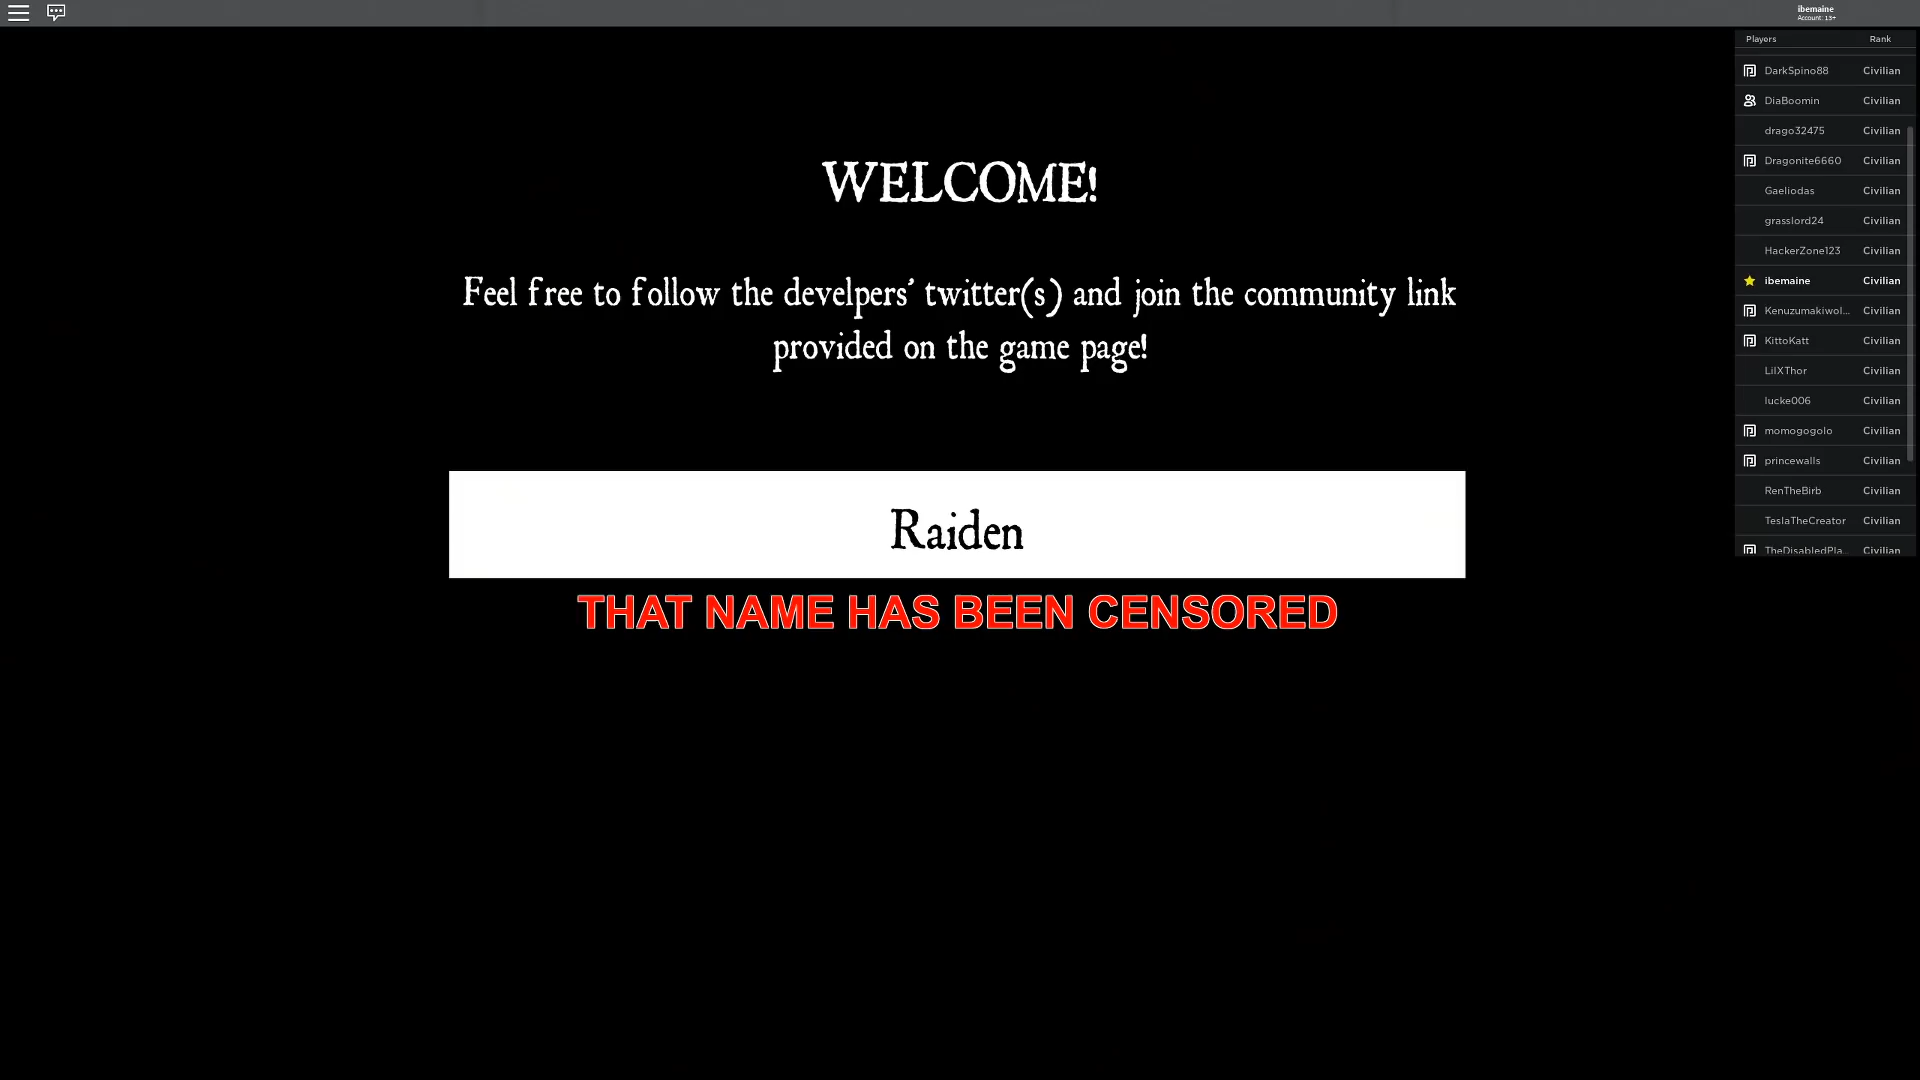 ibemaine
Account: 13+
Players Rank
DarkSpino88 Civilian
DiaBoomin Civilian
drago32475 Civilian
Dragonite6660 Civilian
Gaeliodas Civilian
grasslord24 Civilian
HackerZone123 Civilian
ibemaine Civilian
Kenuzumakiwol... Civilian
KittoKatt Civilian
LilXThor Civilian
lucke006 Civilian
momogogolo Civilian
princewalls Civilian
RenTheBirb Civilian
TeslaTheCreator Civilian
TheDisabledPla... Civilian
WELCOME!
Feel free to follow the develpers' twitter(s) and join the community link
provided on the game page!
Raiden
THAT NAME HAS BEEN CENSORED